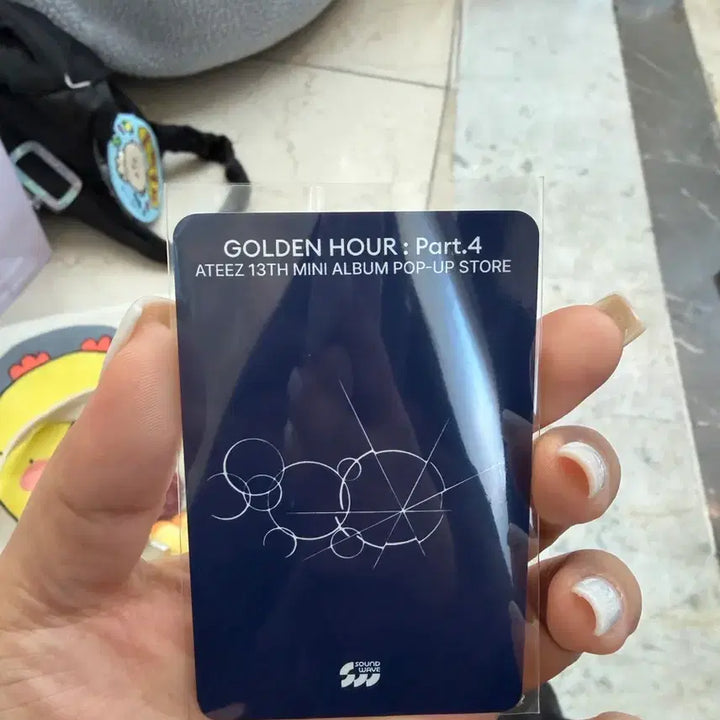 GOLDEN HOUR : Part.4
ATEEZ 13TH MINI ALBUM POP-UP STORE
SOUND
WAVE